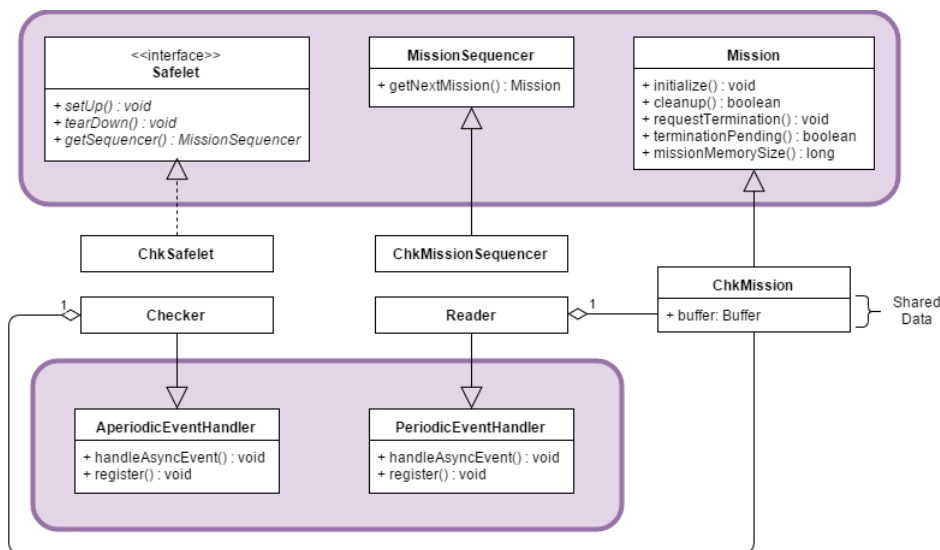 <<interface>>
Safelet
+ setUp() : void
+ tearDown() : void
+ getSequencer() : MissionSequencer
MissionSequencer
+ getNextMission() : Mission
Mission
+ initialize() : void
+ cleanup() : boolean
+ requestTermination() : void
+ terminationPending() : boolean
+ missionMemorySize() : long
ChkSafelet
ChkMissionSequencer
ChkMission
+ buffer: Buffer
Shared
Data
1
Checker
Reader
1
AperiodicEventHandler
+ handleAsyncEvent() : void
+ register() : void
PeriodicEventHandler
+ handleAsyncEvent() : void
+ register() : void